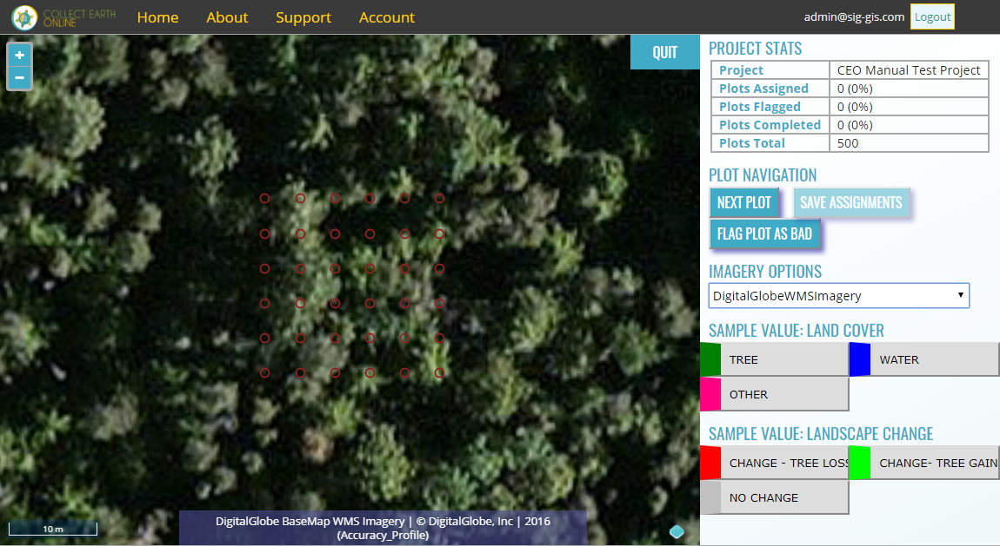 COLLECT EARTH
ONLINE
Home About Support Account
admin@sig-gis.com Logout
+
−
QUIT
PROJECT STATS
Project CEO Manual Test Project
Plots Assigned 0 (0%)
Plots Flagged 0 (0%)
Plots Completed 0 (0%)
Plots Total 500
PLOT NAVIGATION
NEXT PLOT SAVE ASSIGNMENTS
FLAG PLOT AS BAD
IMAGERY OPTIONS
DigitalGlobeWMSImagery
SAMPLE VALUE: LAND COVER
TREE WATER
OTHER
SAMPLE VALUE: LANDSCAPE CHANGE
CHANGE - TREE LOSS CHANGE- TREE GAIN
NO CHANGE
10 m
DigitalGlobe BaseMap WMS Imagery | © DigitalGlobe, Inc | 2016
(Accuracy_Profile)